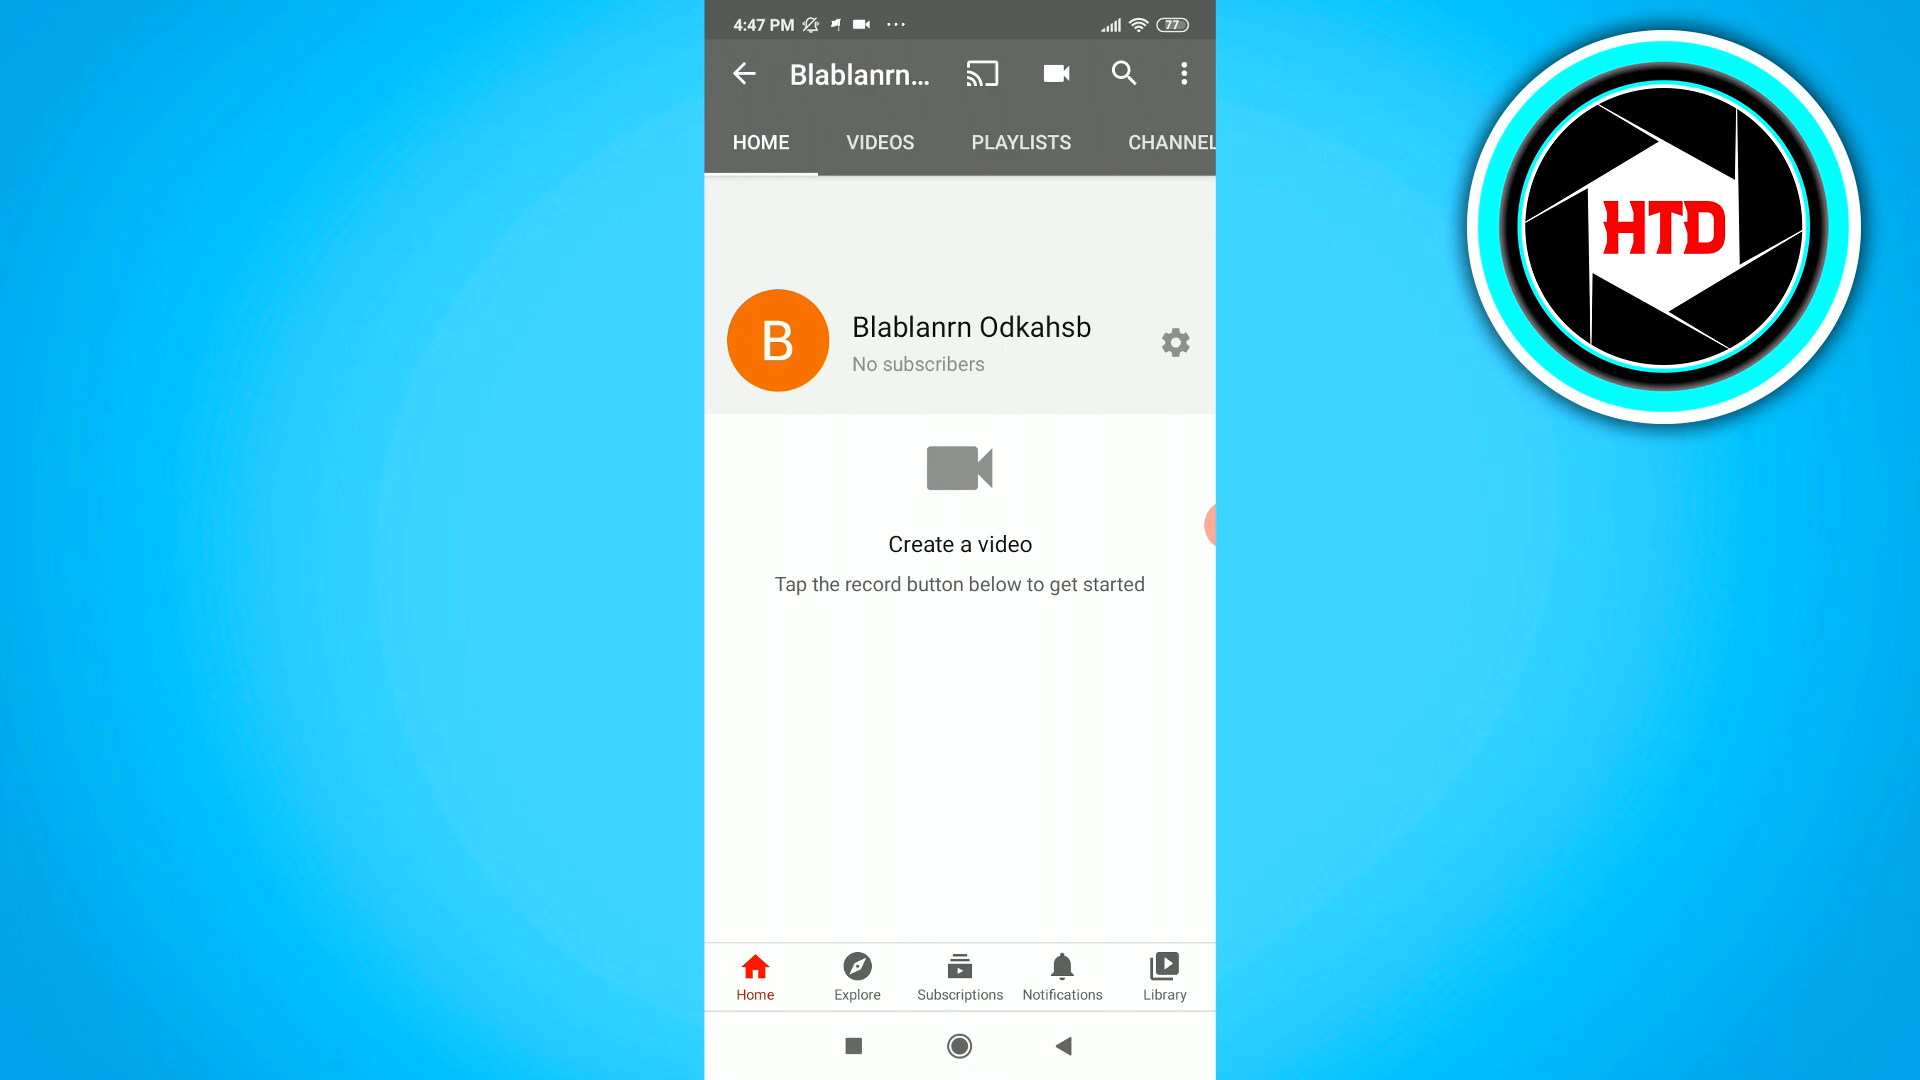 4:47 PM
77
Blablanrn...
HOME VIDEOS PLAYLISTS CHANNEL
HTD
B
Blablanrn Odkahsb
No subscribers
Create a video
Tap the record button below to get started
Home Explore Subscriptions Notifications Library